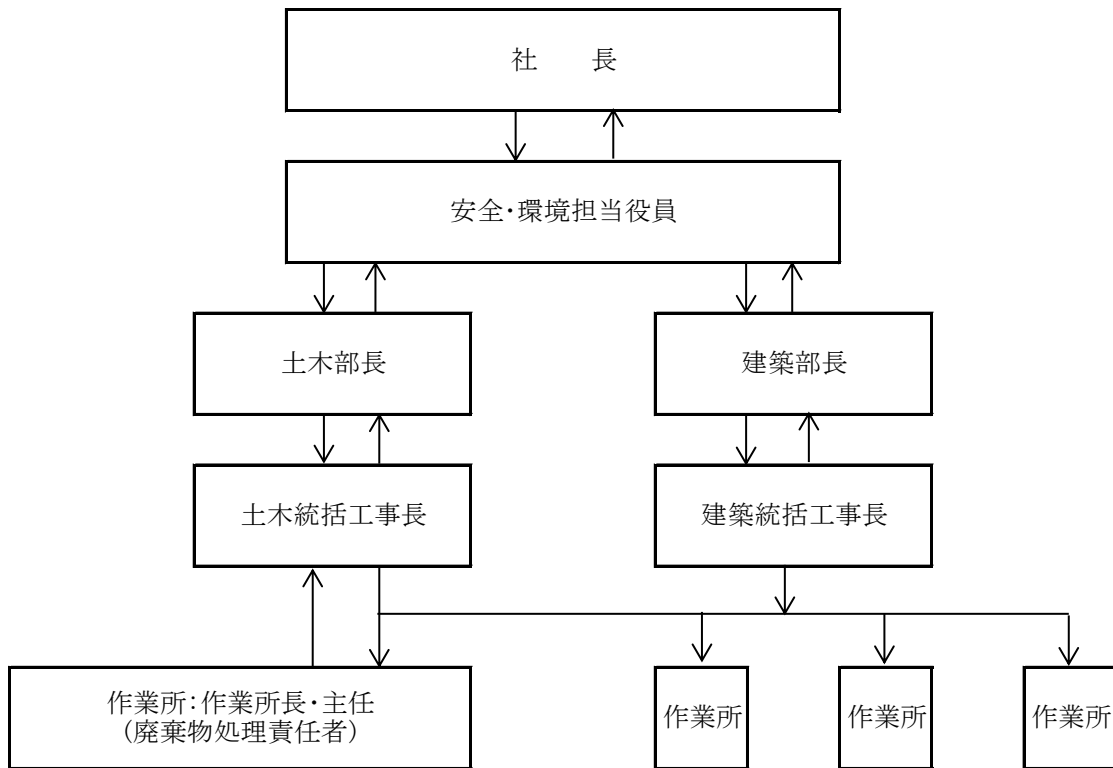 社　　長
安全・環境担当役員
土木部長
建築部長
土木統括工事長
建築統括工事長
作業所：作業所長・主任
（廃棄物処理責任者）
作業所
作業所
作業所